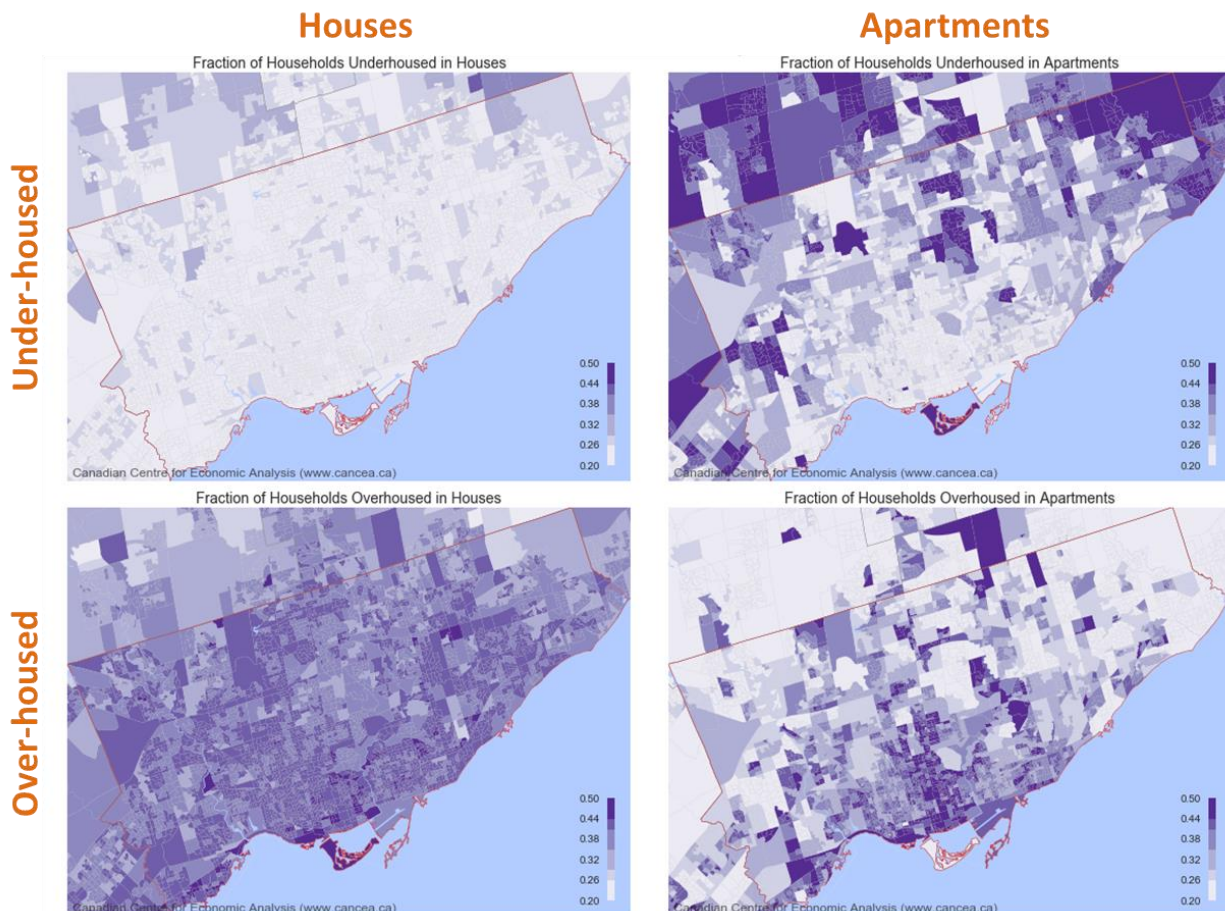 Houses
Apartments
Under-housed
Fraction of Households Underhoused in Houses
0.50
0.44
0.38
0.32
0.26
0.20
Canadian Centre for Economic Analysis (www.cancea.ca)
Fraction of Households Underhoused in Apartments
0.50
0.44
0.38
0.32
0.26
0.20
Canadian Centre for Economic Analysis (www.cancea.ca)
Over-housed
Fraction of Households Overhoused in Houses
0.50
0.44
0.38
0.32
0.26
0.20
Canadian Centre for Economic Analysis (www.cancea.ca)
Fraction of Households Overhoused in Apartments
0.50
0.44
0.38
0.32
0.26
0.20
Canadian Centre for Economic Analysis (www.cancea.ca)